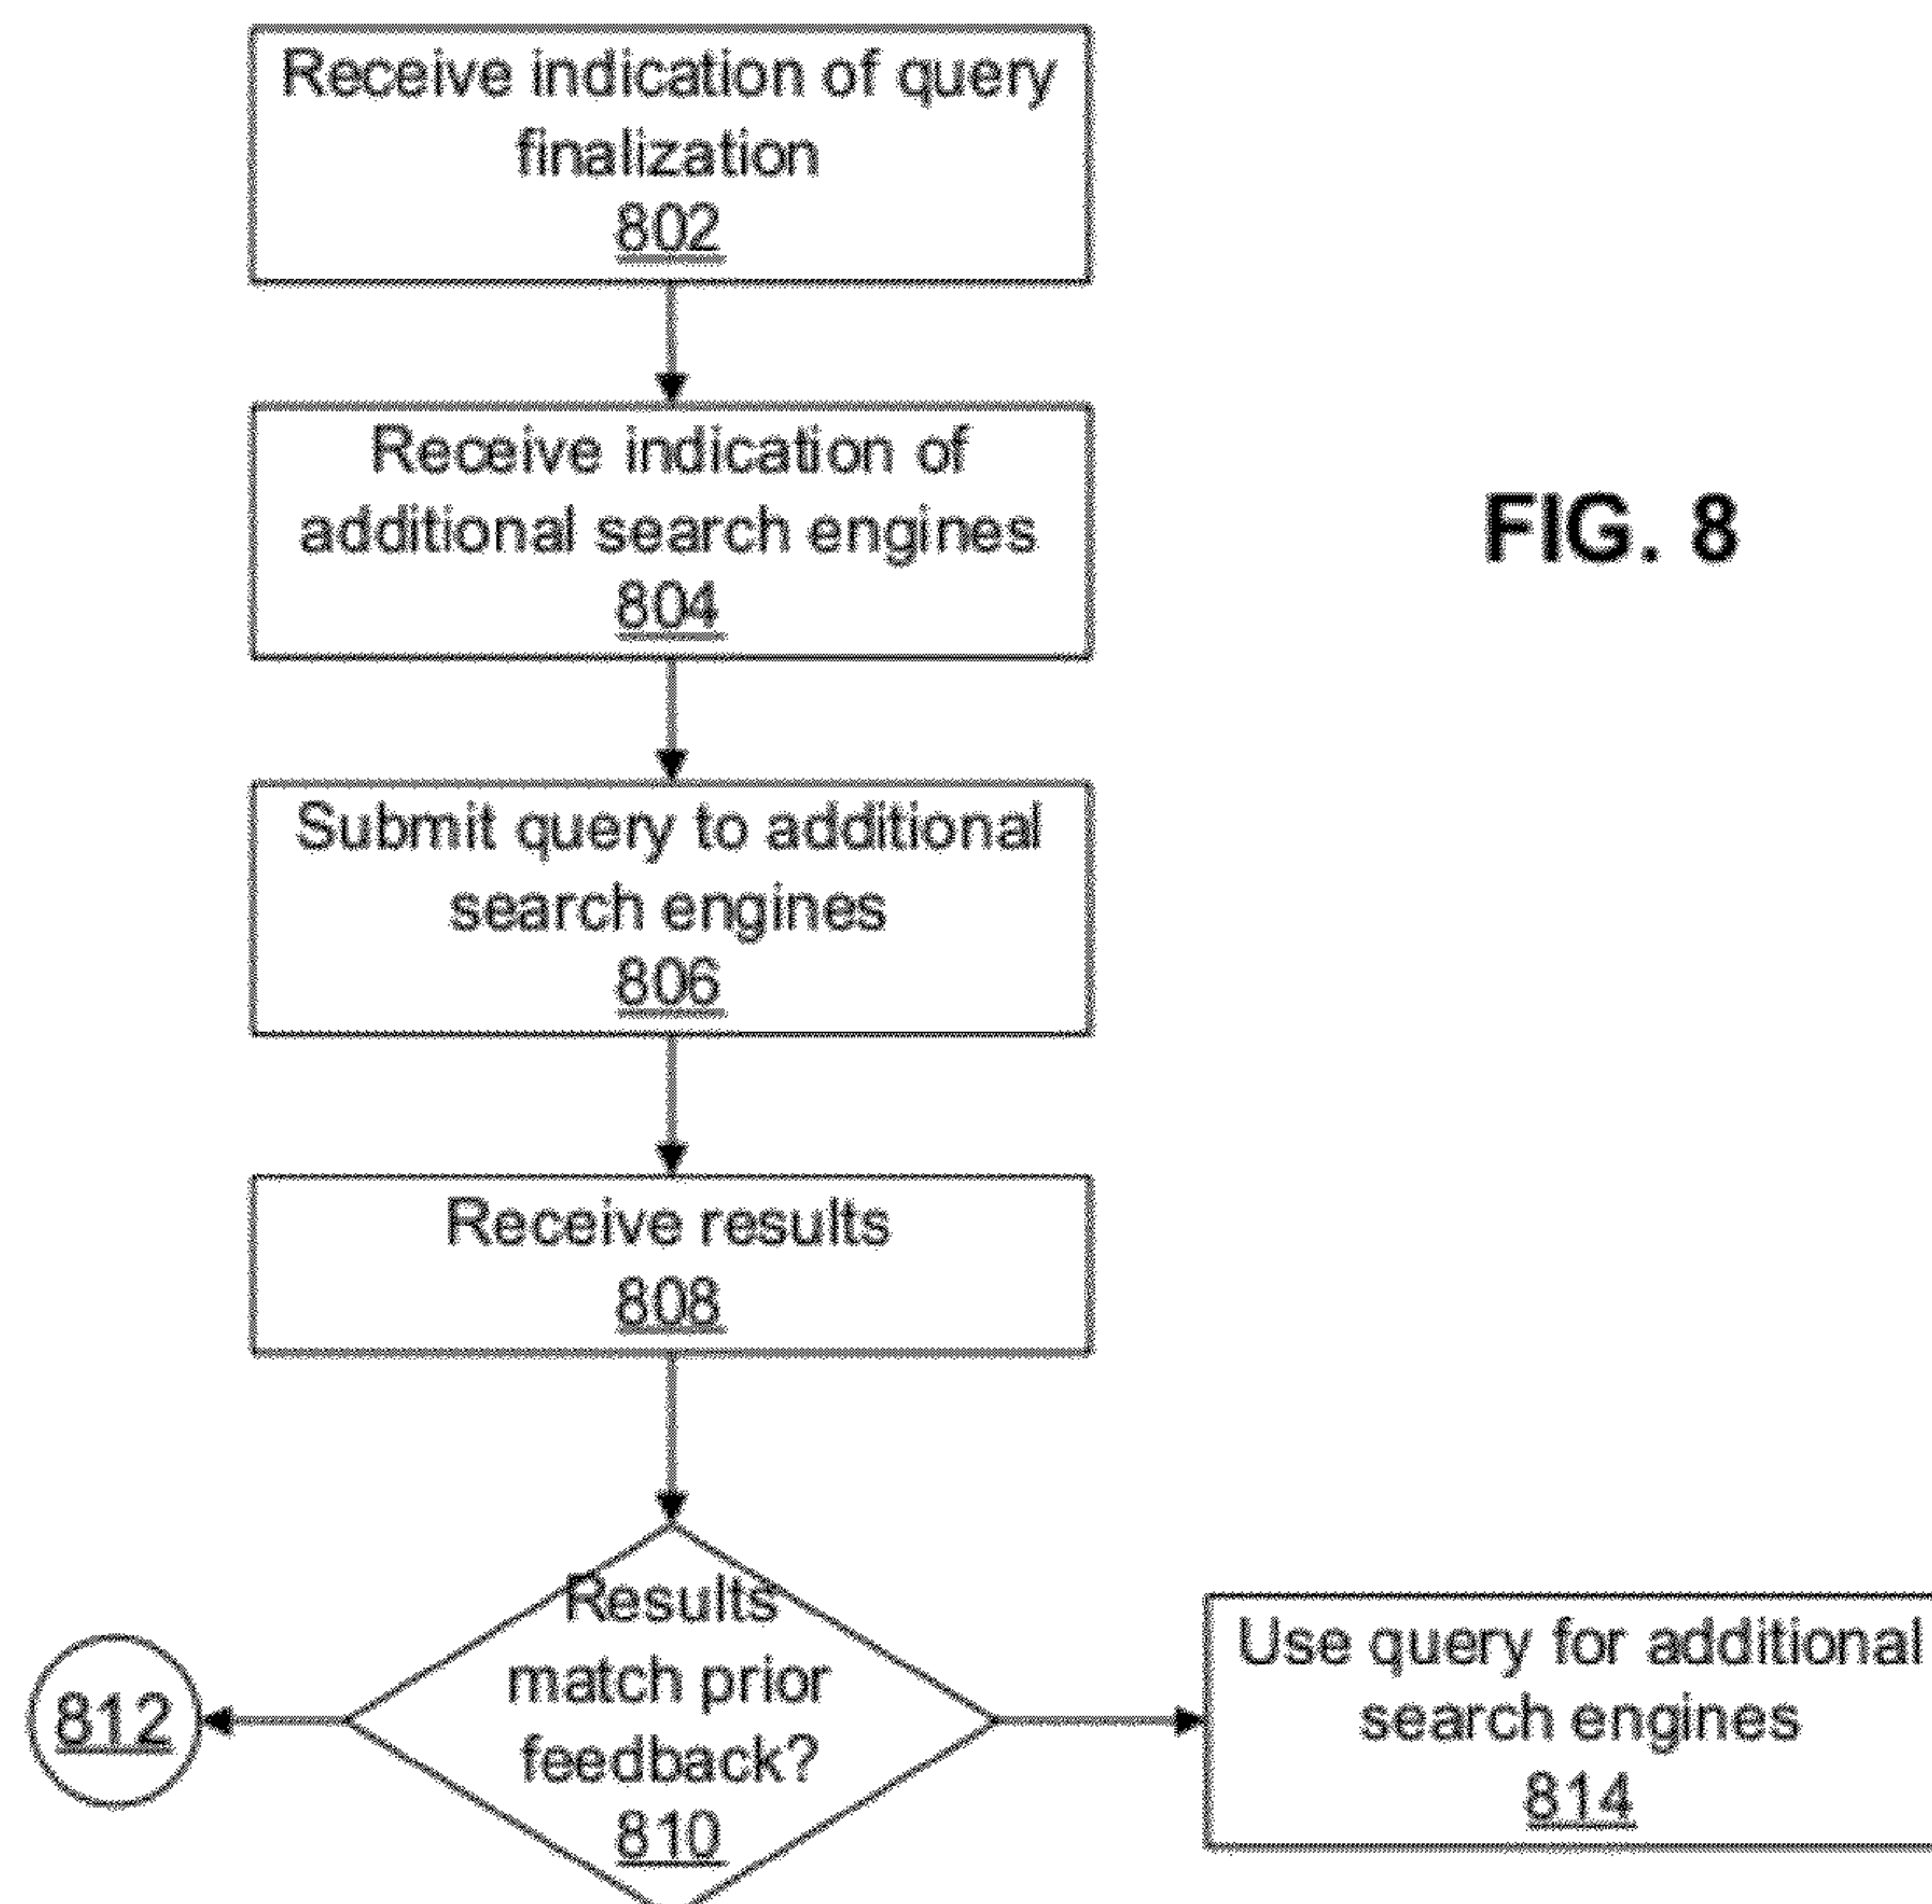 Receive indication of query
finalization
802
Receive indication of
additional search engines
804
FIG. 8
Submit query to additional
search engines
806
Receive results
808
Results
match prior
feedback?
810
812
Use query for additional
search engines
814